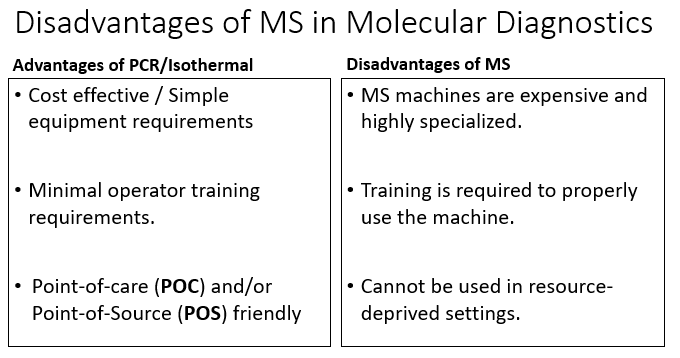 Disadvantages of MS in Molecular Diagnostics
Advantages of PCR/Isothermal
• Cost effective / Simple
equipment requirements
• Minimal operator training
requirements.
• Point-of-care (POC) and/or
Point-of-Source (POS) friendly
Disadvantages of MS
• MS machines are expensive and
highly specialized.
• Training is required to properly
use the machine.
• Cannot be used in resource-
deprived settings.